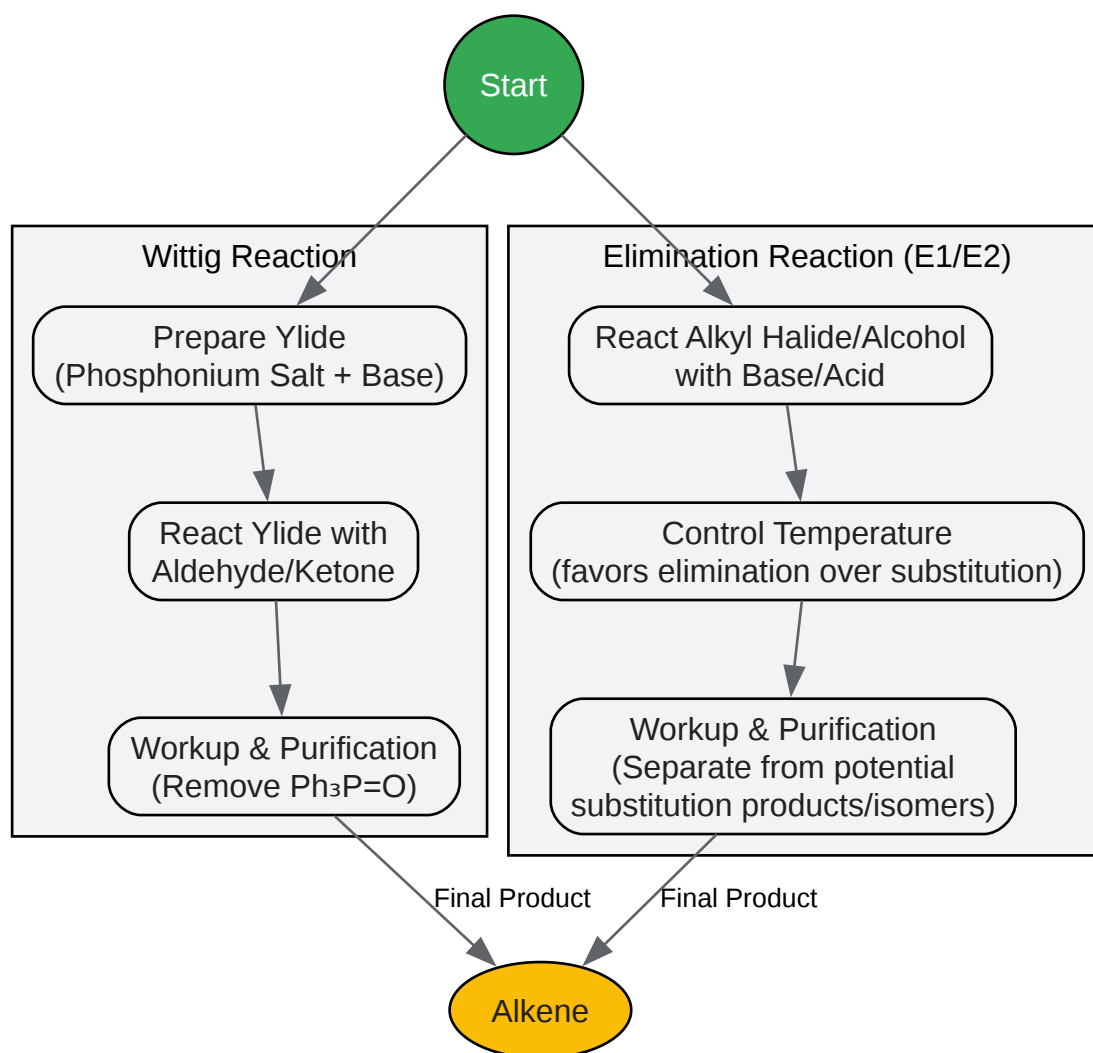 Start
Wittig Reaction
Prepare Ylide
(Phosphonium Salt + Base)
React Ylide with
Aldehyde/Ketone
Workup & Purification
(Remove Ph₃P=O)
Elimination Reaction (E1/E2)
React Alkyl Halide/Alcohol
with Base/Acid
Control Temperature
(favors elimination over substitution)
Workup & Purification
(Separate from potential
substitution products/isomers)
Final Product
Final Product
Alkene